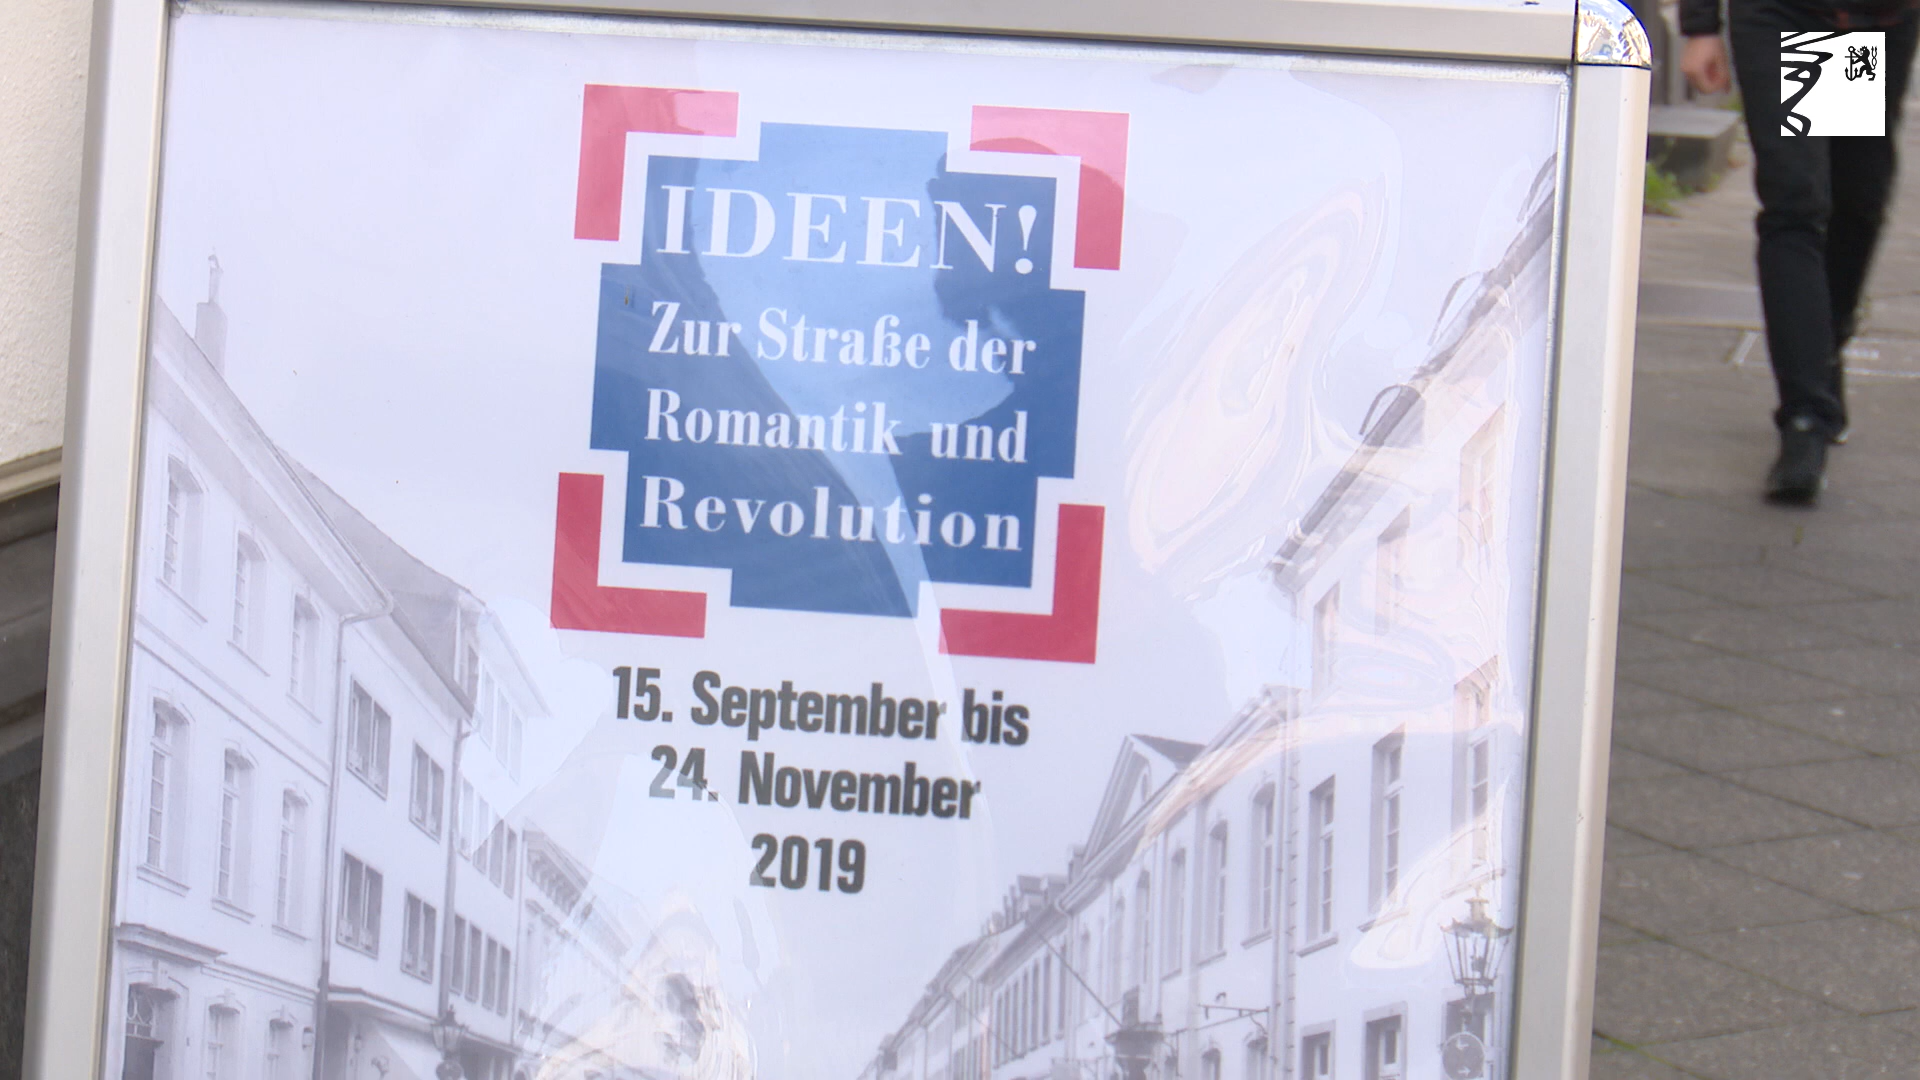 IDEEN!
Zur Straße der
Romantik und
Revolution
15. September bis
24. November
2019